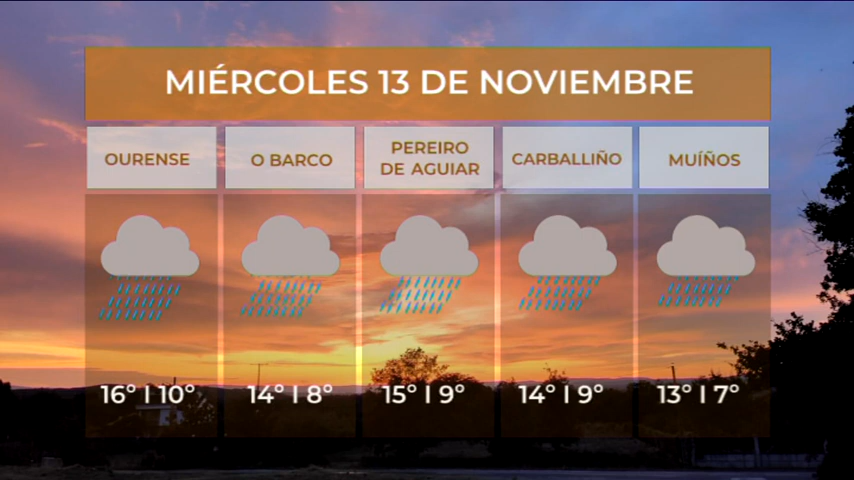 MIÉRCOLES 13 DE NOVIEMBRE
OURENSE
O BARCO
PEREIRO
DE AGUIAR
CARBALLIÑO
MUÍÑOS
16° | 10°
14° | 8°
15° | 9°
14° | 9°
13° | 7°